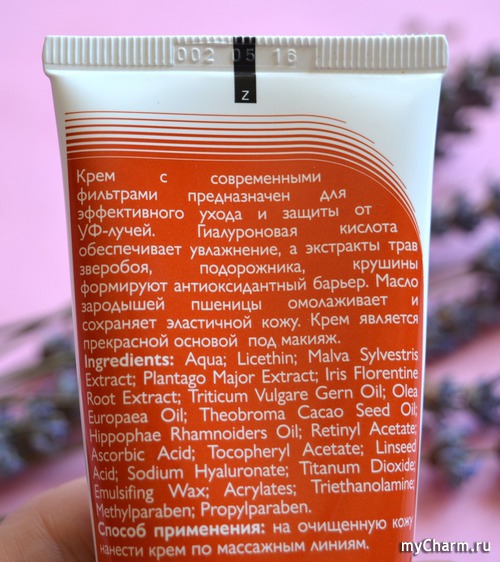 002 05 16
Z
Крем с современными
фильтрами предназначен для
эффективного ухода и защиты от
УФ-лучей. Гиалуроновая кислота
обеспечивает увлажнение, а экстракты трав
зверобоя, подорожника, крушины
формируют антиоксидантный барьер. Масло
зародышей пшеницы омолаживает и
сохраняет эластичной кожу. Крем является
прекрасной основой под макияж.
Ingredients: Aqua; Licethin; Malva Sylvestris
Extract; Plantago Major Extract; Iris Florentine
Root Extract; Triticum Vulgare Gern Oil; Olea
Europaea Oil; Theobroma Cacao Seed Oil;
Hippophae Rhamnoiders Oil; Retinyl Acetate;
Ascorbic Acid; Tocopheryl Acetate; Linseed
Acid; Sodium Hyaluronate; Titanum Dioxide;
Emulsifing Wax; Acrylates; Triethanolamine;
Methylparaben; Propylparaben.
Способ применения: на очищенную кожу
нанести крем по массажным линиям.
myCharm.ru